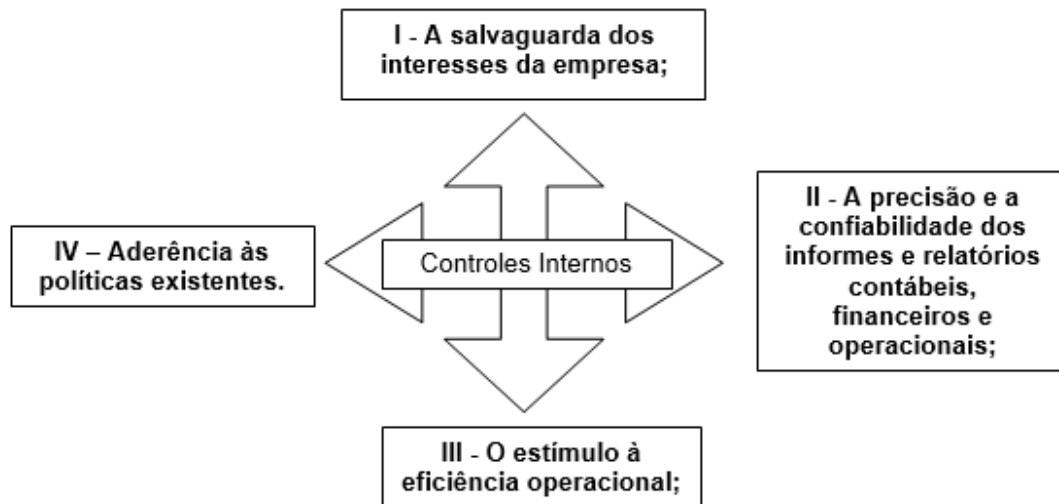 I - A salvaguarda dos
interesses da empresa;
II - A precisão e a
confiabilidade dos
informes e relatórios
contábeis,
financeiros e
operacionais;
IV – Aderência às
políticas existentes.
Controles Internos
III - O estímulo à
eficiência operacional;